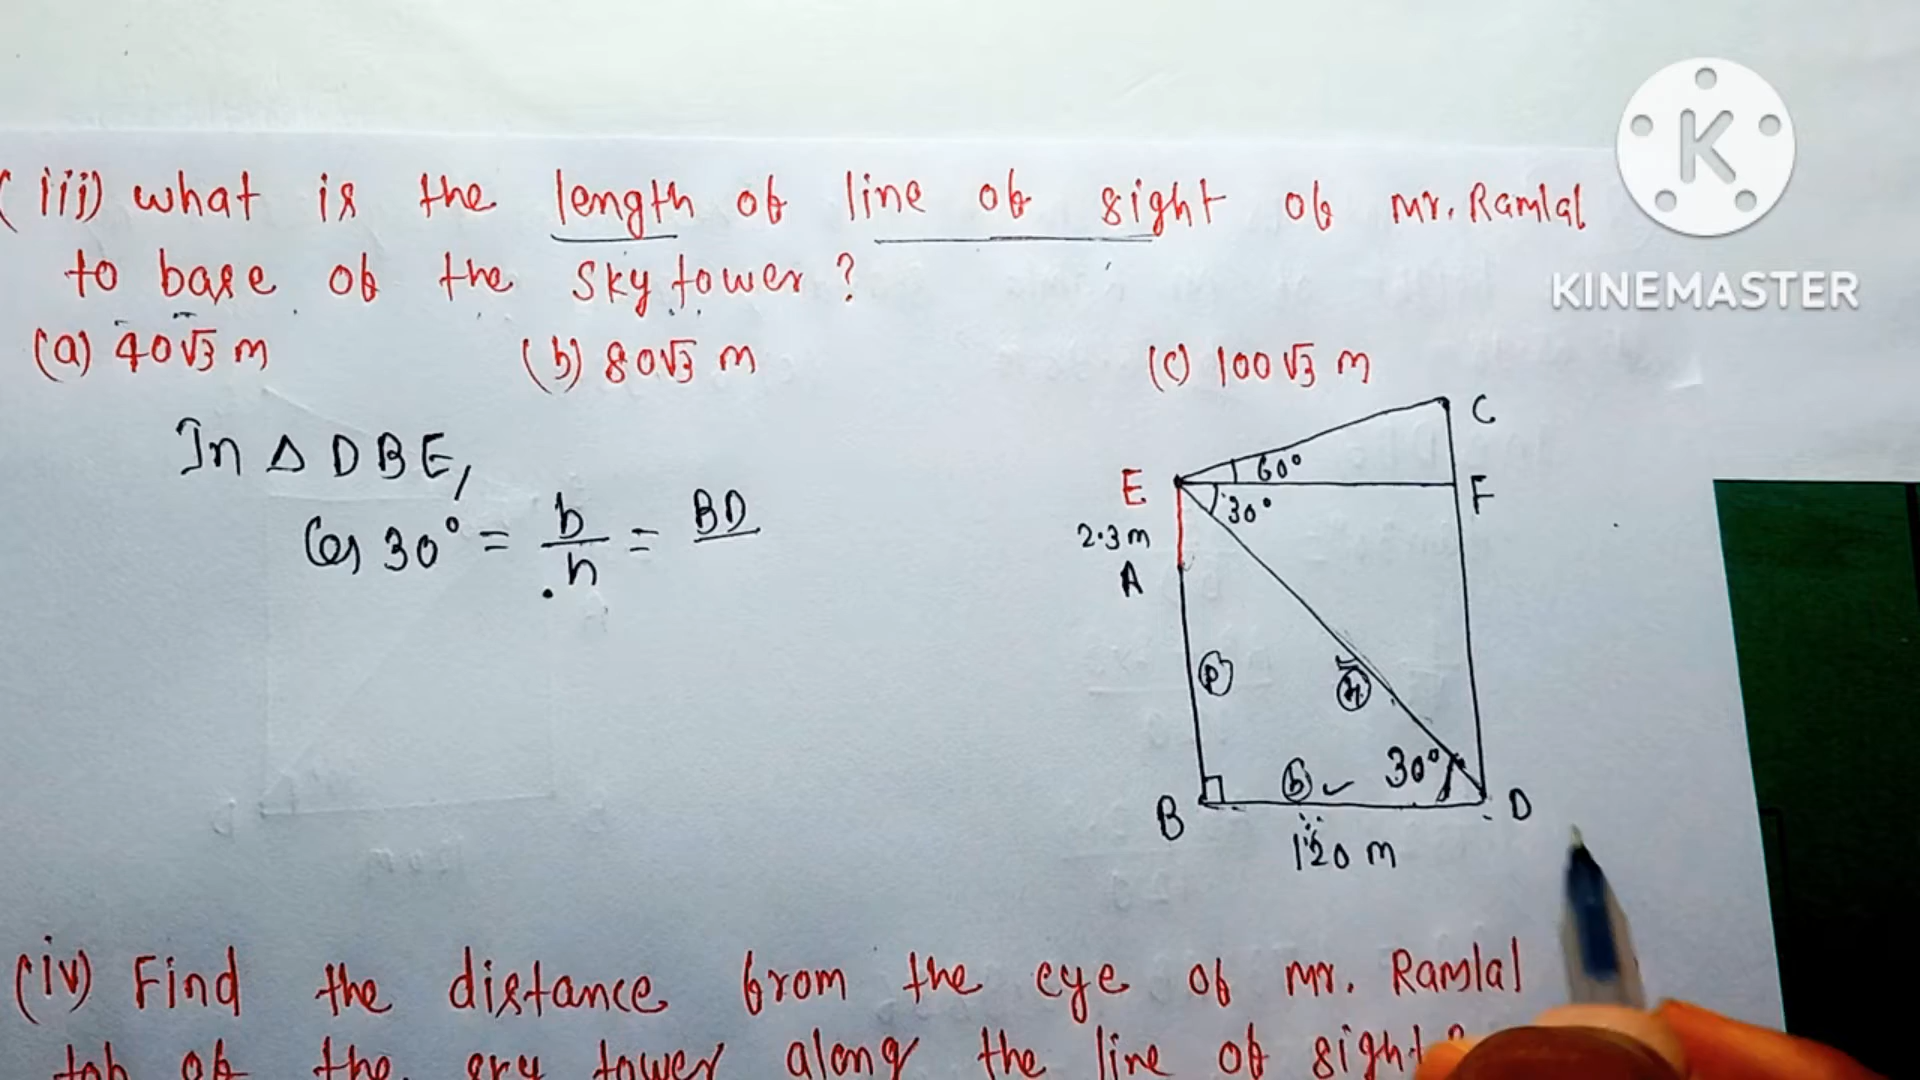 (iii) what is the length of line of sight of mr. Ramlal
to base of the sky tower?
(a) 40√3 m (b) 80√3 m (c) 100√3 m
In Δ DBE,
Cos 30° = b/h = BD
C
E 60°
F
30°
2.3 m
A
p
h
30°
b ✓
B D
120 m
(iv) Find the distance from the eye of mr. Ramlal
top of the sky tower along the line of sight?
K
KINEMASTER